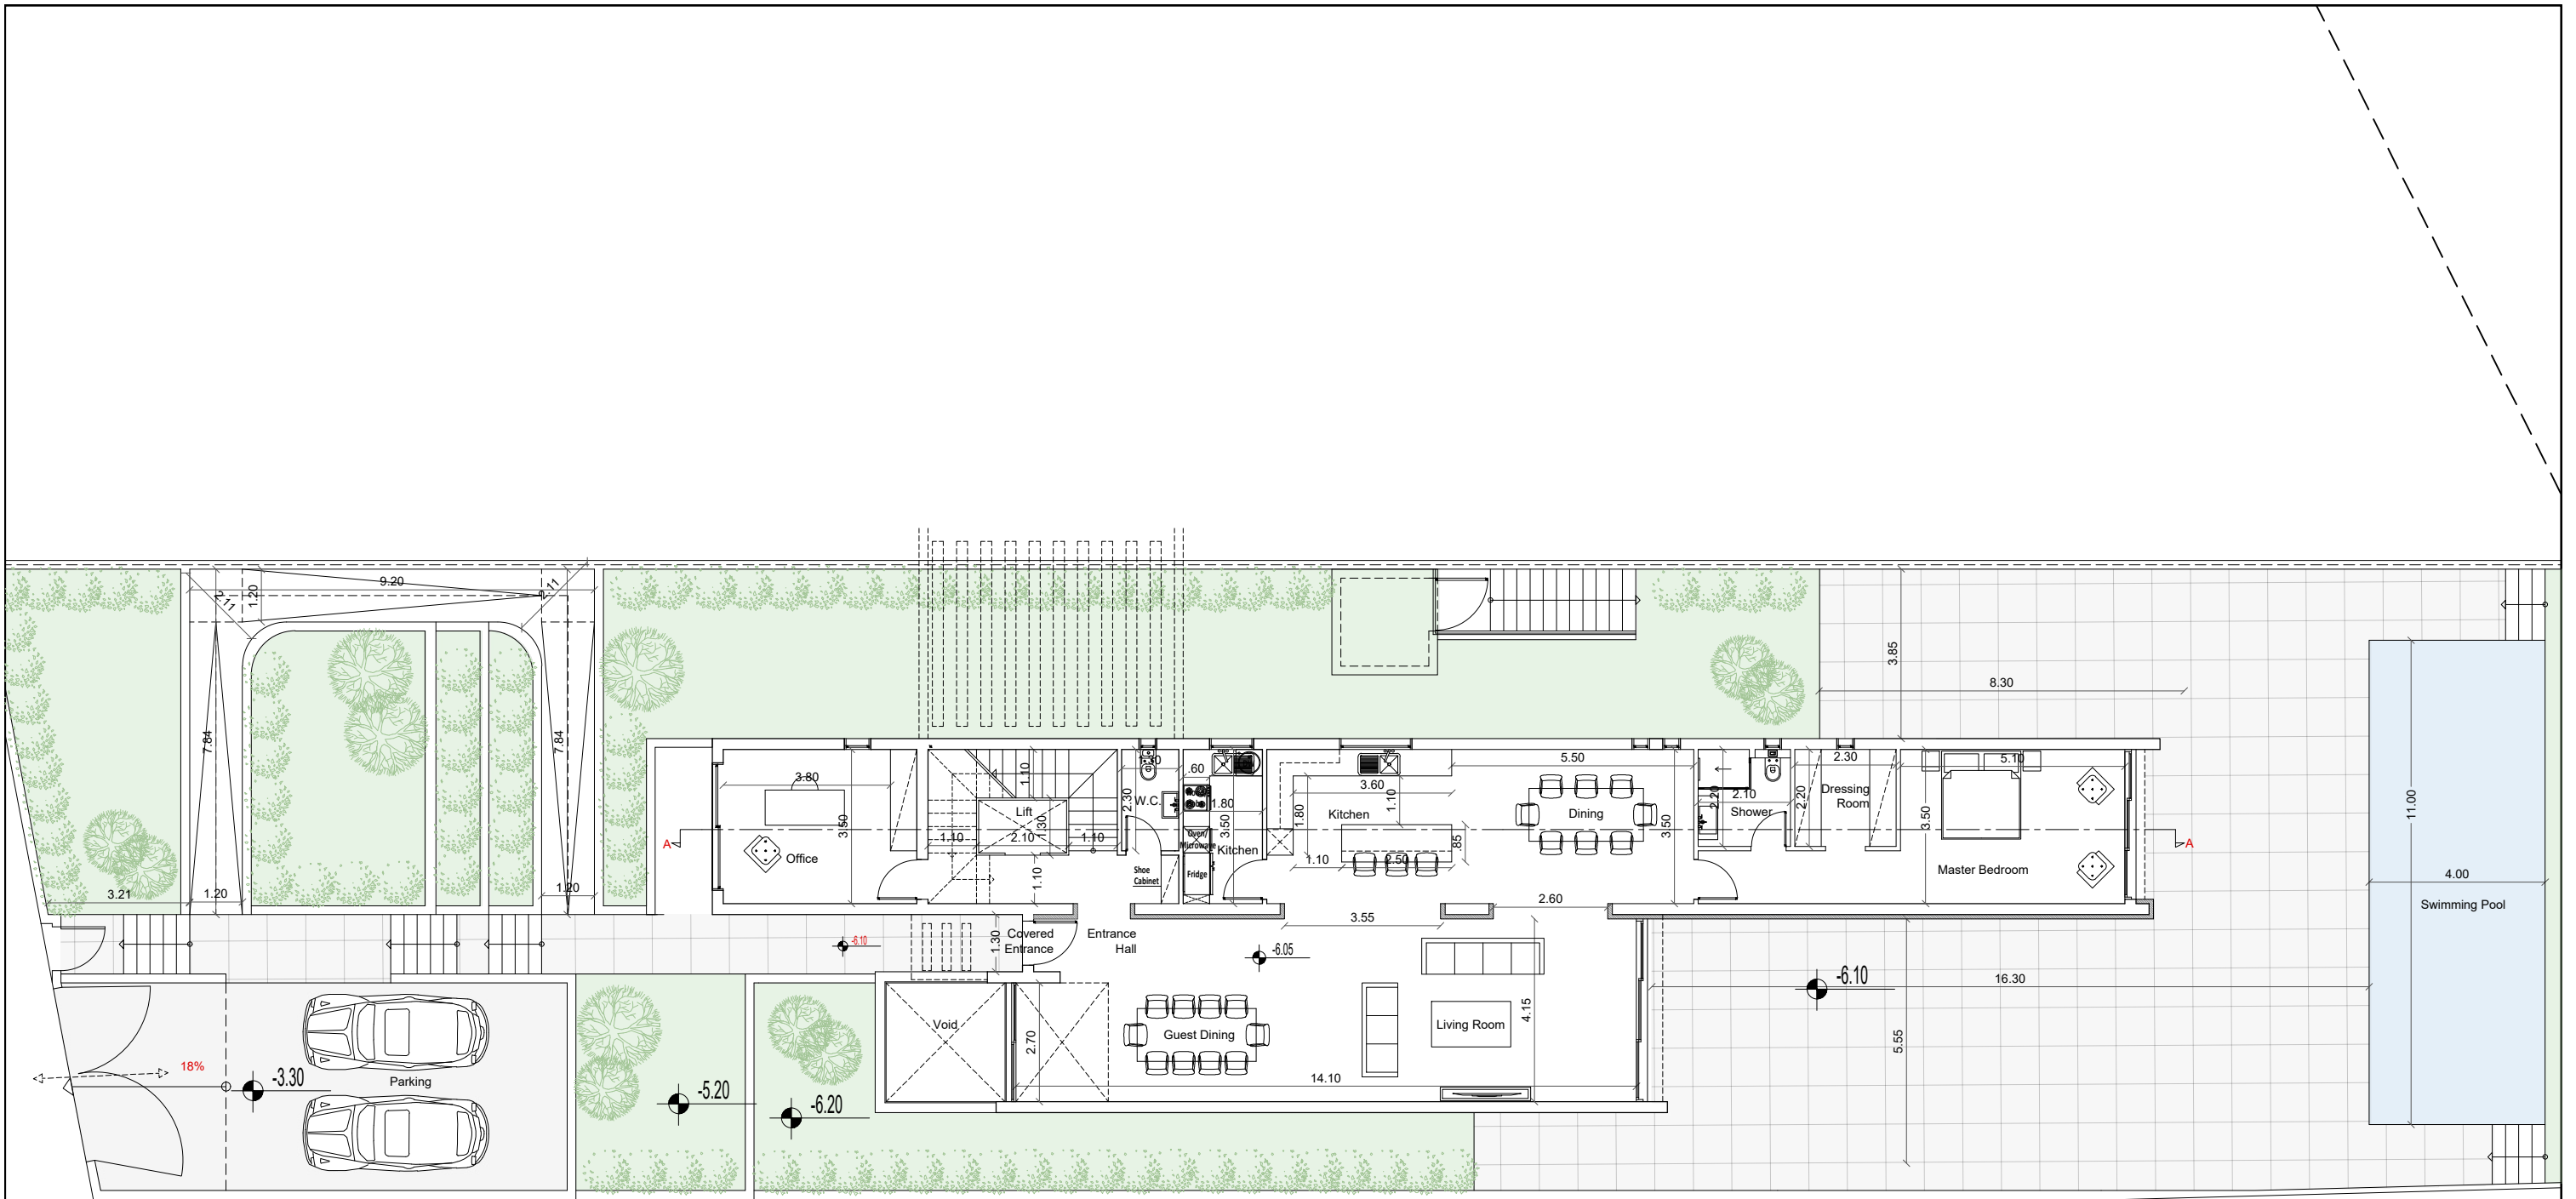 9.20
2.11
1.20
2.11
7.84
7.84
3.21
1.20
1.20
3.85
8.30
11.00
4.00
Swimming Pool
3.80
3.50
Office
A
1.10
Lift
1.30
1.10
2.10
1.10
1.10
2.30
W.C.
Shoe
Cabinet
.60
1.80
3.50
Oven/
Microwave
Kitchen
Fridge
3.60
1.80
1.10
Kitchen
1.10
2.50
.85
5.50
Dining
3.50
2.20
2.10
Shower
2.20
2.30
Dressing
Room
5.10
3.50
Master Bedroom
A
2.60
3.55
-6.10
1.30
Covered
Entrance
Entrance
Hall
-6.05
-6.10
16.30
5.55
4.15
Living Room
Guest Dining
14.10
2.70
Void
18%
-3.30
Parking
-5.20
-6.20